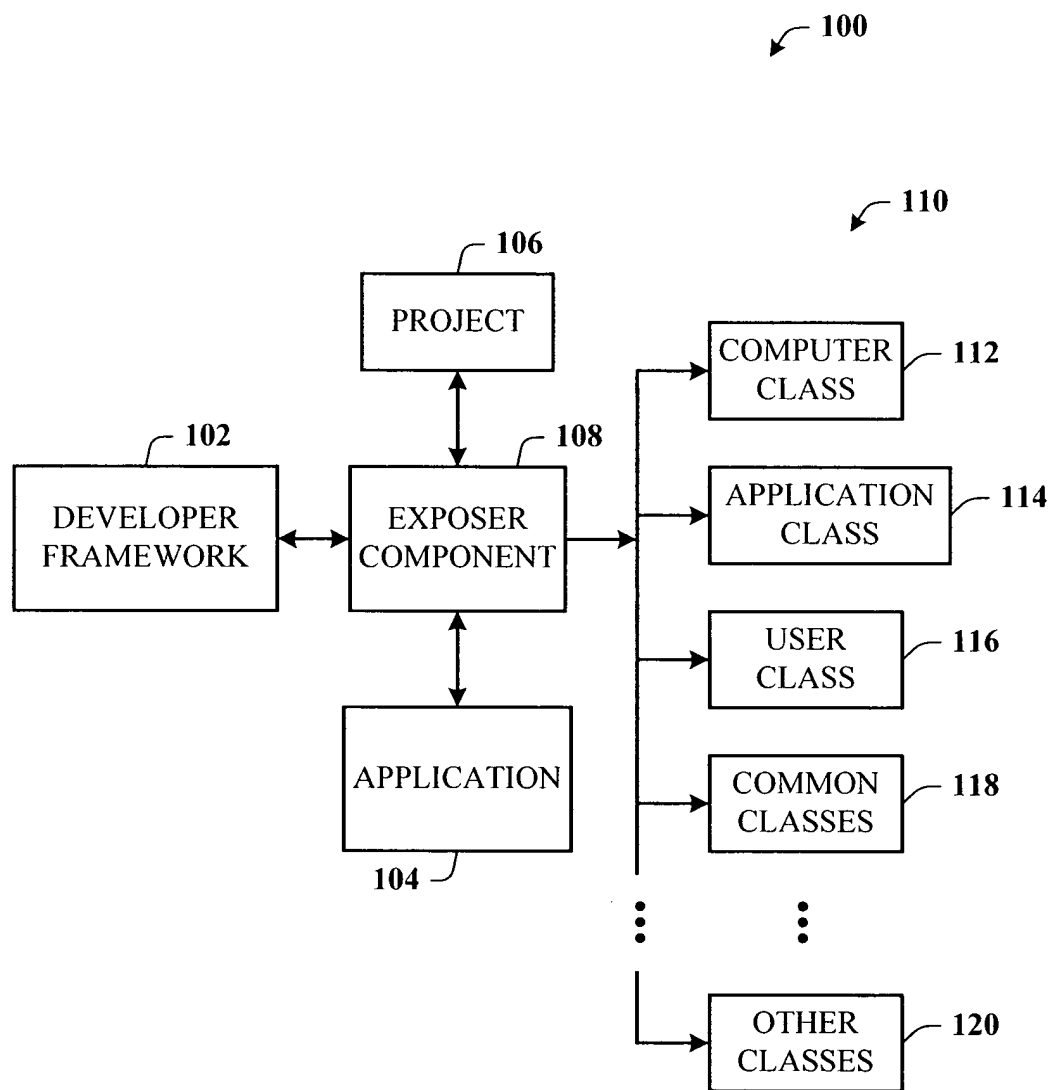 100
110
106
PROJECT
COMPUTER
CLASS
112
102
108
DEVELOPER
FRAMEWORK
EXPOSER
COMPONENT
APPLICATION
CLASS
114
USER
CLASS
116
APPLICATION
104
COMMON
CLASSES
118
OTHER
CLASSES
120